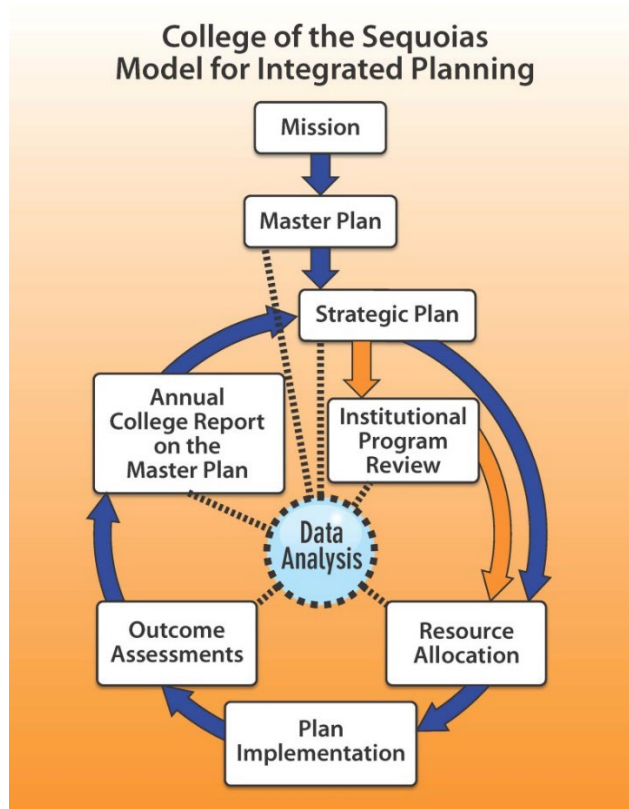 College of the Sequoias
Model for Integrated Planning
Mission
Master Plan
Strategic Plan
Annual
College Report
on the
Master Plan
Institutional
Program
Review
Data
Analysis
Outcome
Assessments
Resource
Allocation
Plan
Implementation